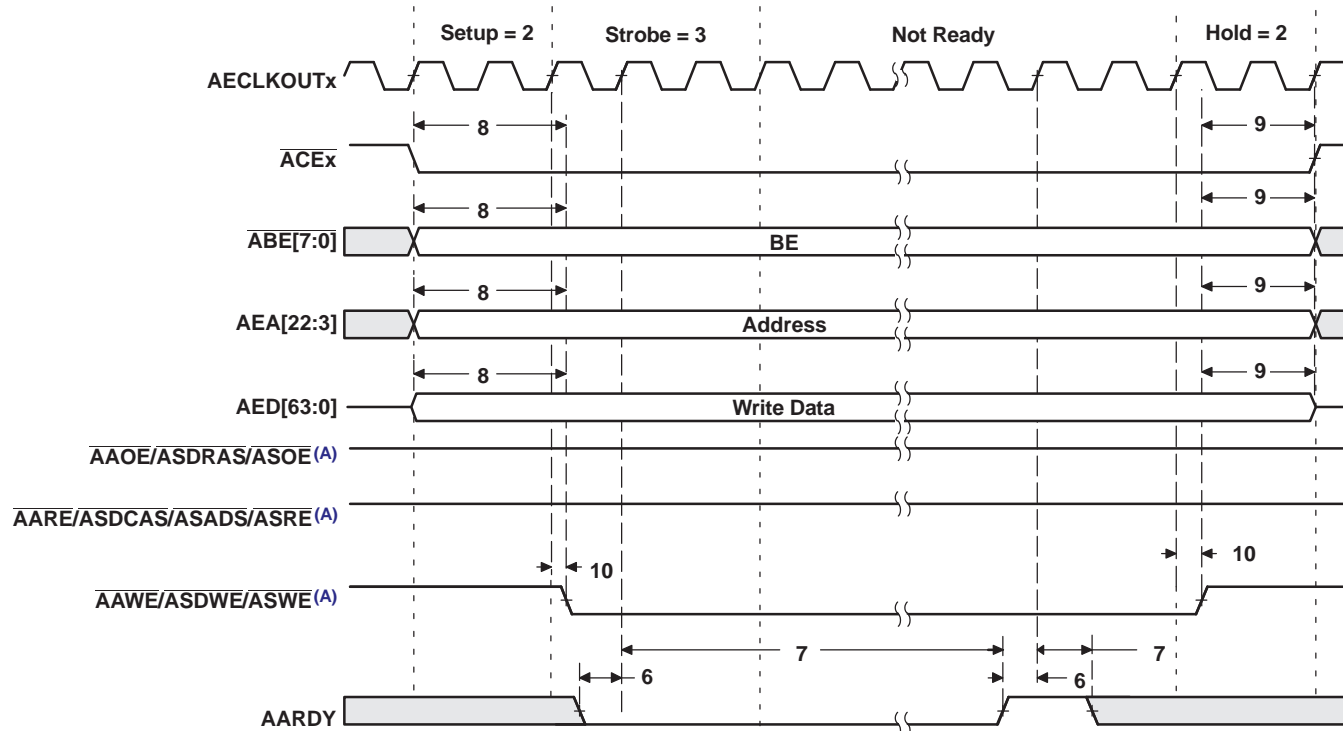 Setup = 2 Strobe = 3 Not Ready Hold = 2
AECLKOUTx
8 9
ACEx
8 9
ABE[7:0] BE
8 9
AEA[22:3] Address
8 9
AED[63:0] Write Data
AAOE/ASDRAS/ASOE(A)
AARE/ASDCAS/ASADS/ASRE(A)
10 10
AAWE/ASDWE/ASWE(A)
7 7
6 6
AARDY